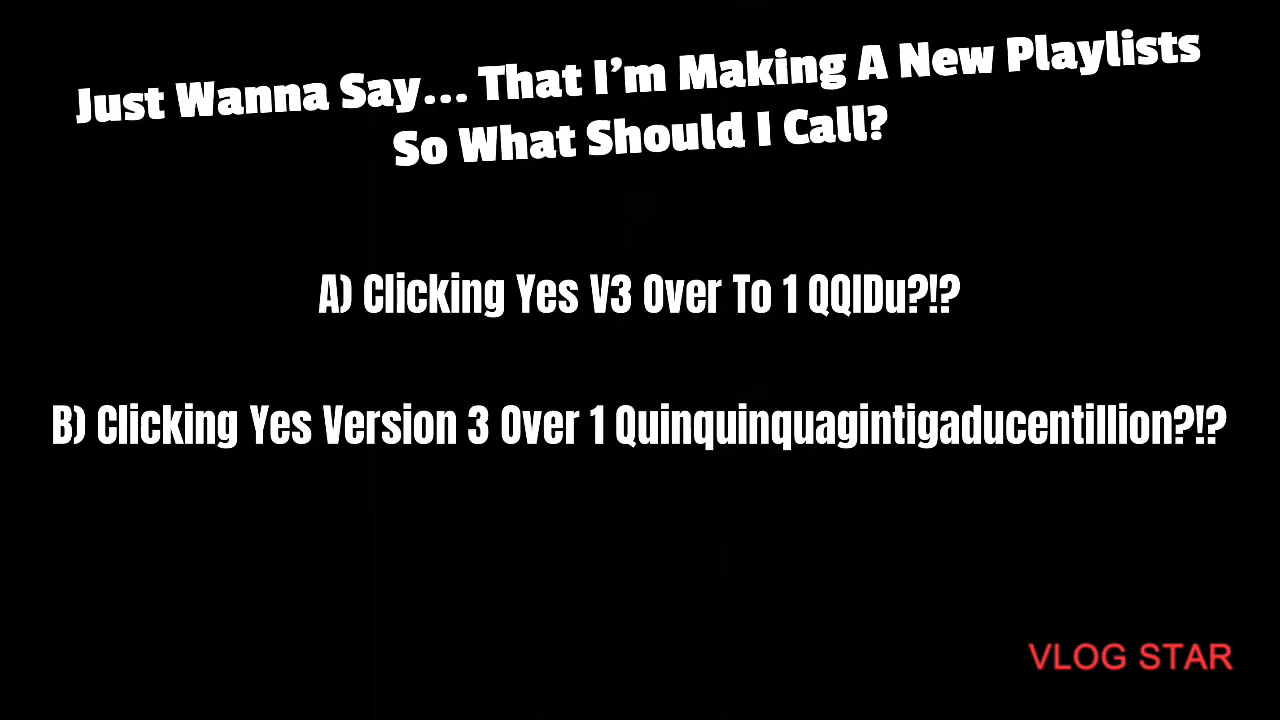 Just Wanna Say... That I'm Making A New Playlists
So What Should I Call?
A) Clicking Yes V3 Over To 1 QQIDu?!?
B) Clicking Yes Version 3 Over 1 Quinquinquagintigaducentillion?!?
VLOG STAR